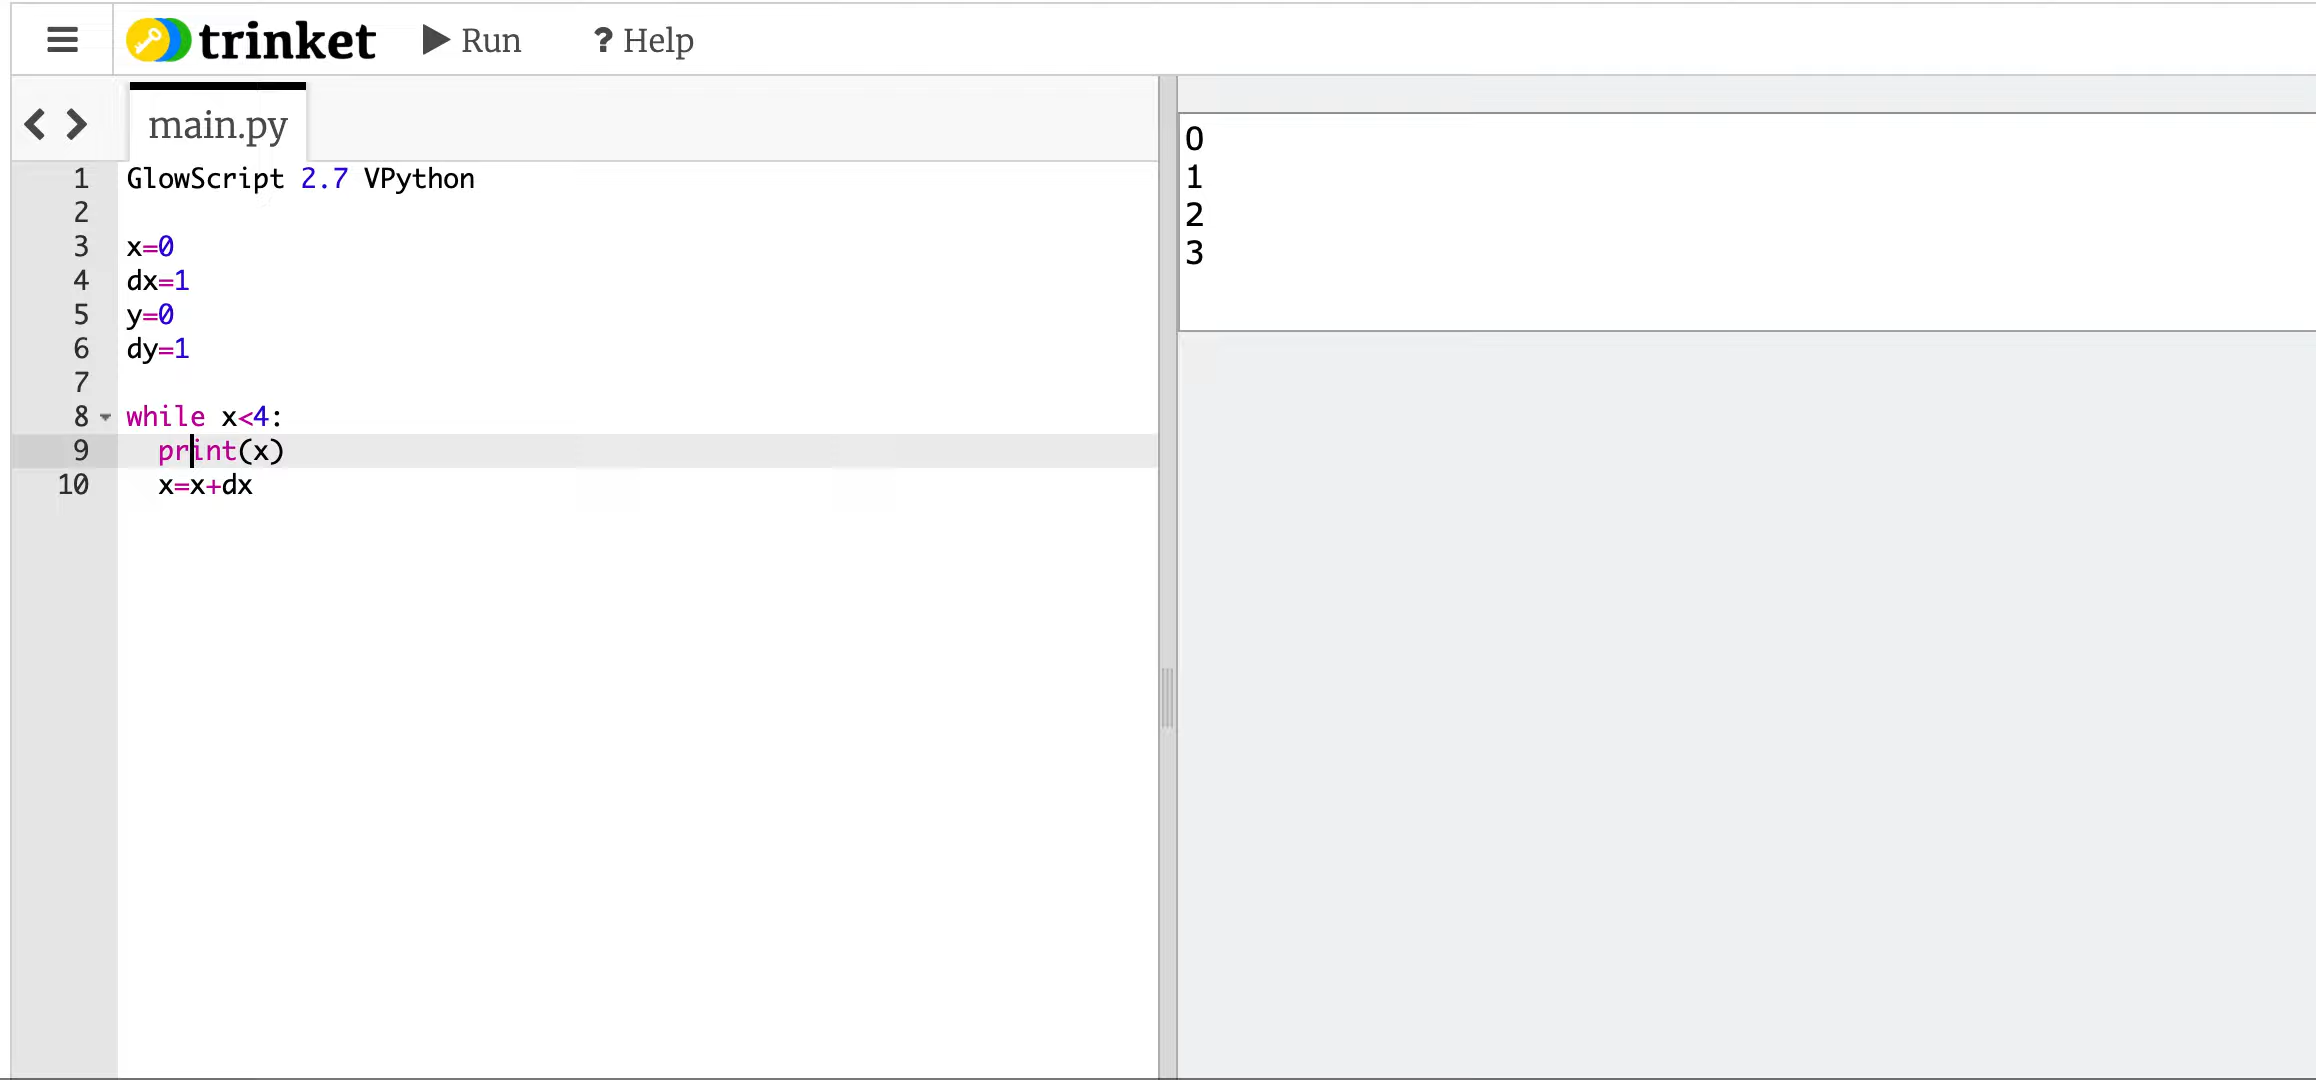 trinket Run ? Help
main.py
1 GlowScript 2.7 VPython
2
3 x=0
4 dx=1
5 y=0
6 dy=1
7
8 while x<4:
9 print(x)
10 x=x+dx
0
1
2
3